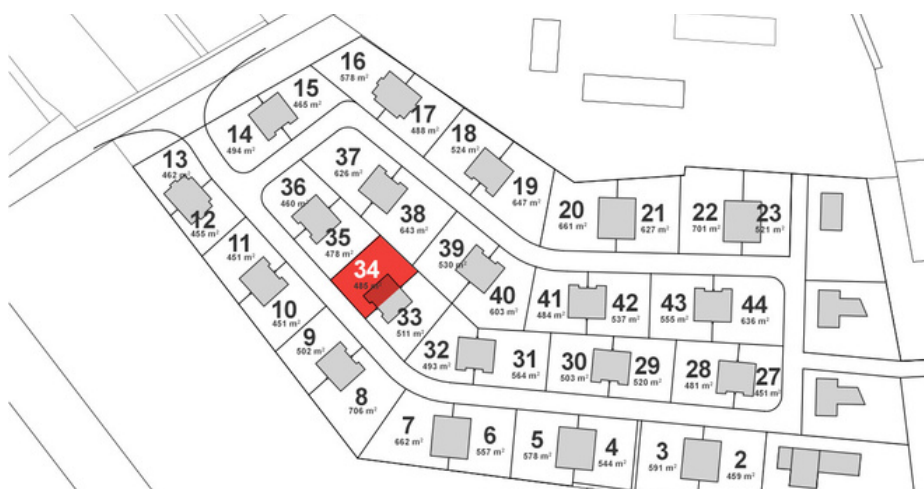 16
578 m²
15
465 m²
17
488 m²
14
494 m²
18
524 m²
37
626 m²
13
462 m²
19
647 m²
36
460 m²
12
455 m²
38
643 m²
20
661 m²
21
627 m²
22
701 m²
23
521 m²
11
451 m²
35
478 m²
39
530 m²
34
485 m²
40
603 m²
41
484 m²
42
537 m²
43
555 m²
44
636 m²
10
451 m²
33
511 m²
9
502 m²
32
493 m²
31
564 m²
30
503 m²
29
520 m²
28
481 m²
27
451 m²
8
706 m²
7
662 m²
6
557 m²
5
578 m²
4
544 m²
3
591 m²
2
459 m²